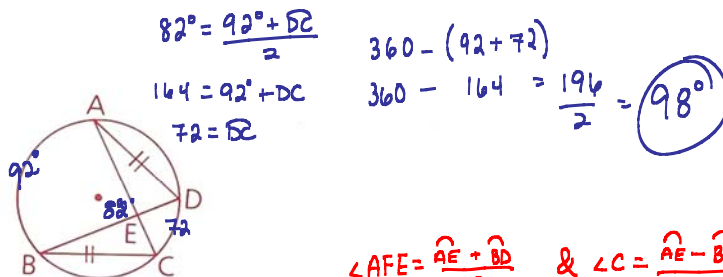 82° = 92° + DC / 2
164 = 92° + DC
72 = DC
360 - (92 + 72)
360 - 164 = 196 / 2 = 98°
A
92°
82°
D
E
72
B
C
∠AFE = AE + BD
& ∠C = AE - B